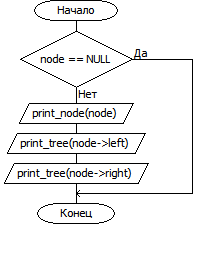 Начало
node == NULL
Да
Нет
print_node(node)
print_tree(node->left)
print_tree(node->right)
Конец